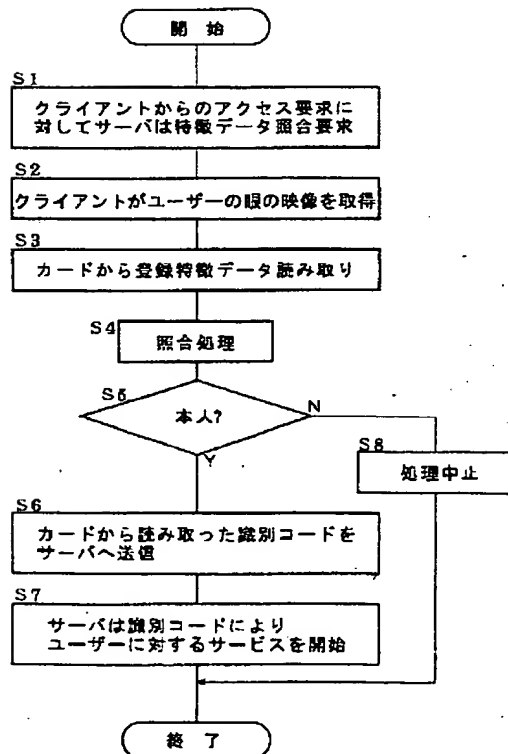 開 始
S1
クライアントからのアクセス要求に
対してサーバは特徴データ照合要求
S2
クライアントがユーザーの眼の映像を取得
S3
カードから登録特徴データ読み取り
S4
照合処理
S5
本人?
N
Y
S8
処理中止
S6
カードから読み取った識別コードを
サーバへ送信
S7
サーバは識別コードにより
ユーザーに対するサービスを開始
終 了